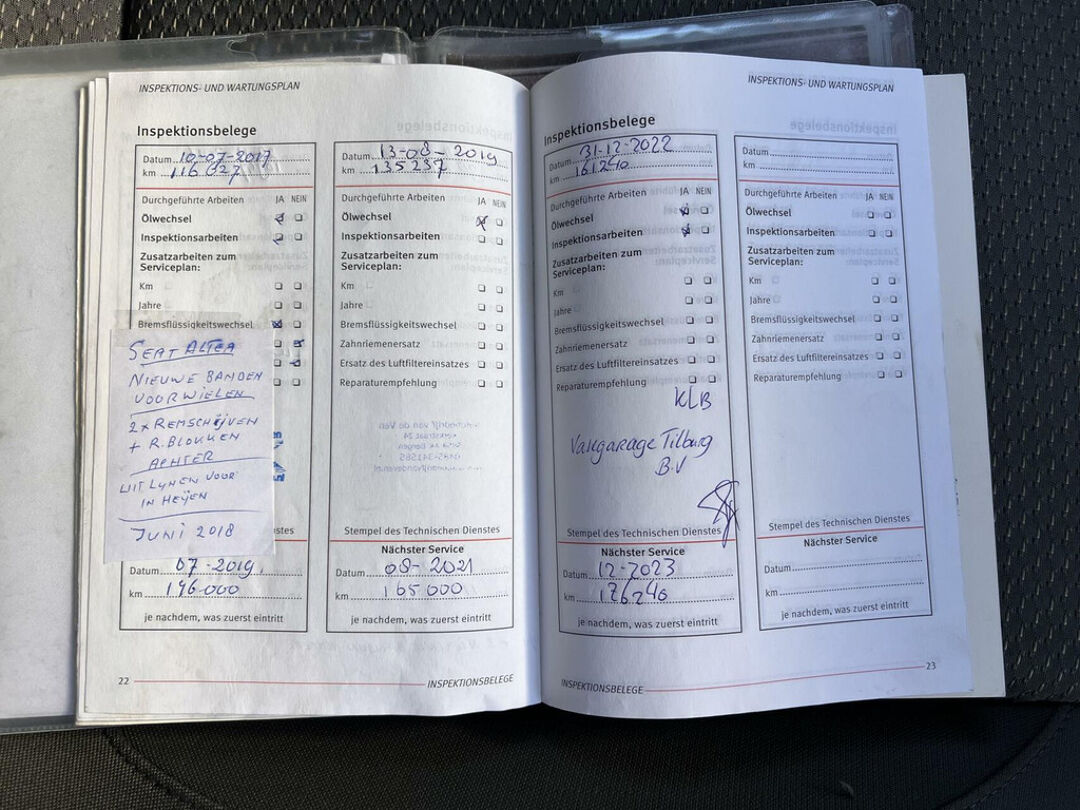 INSPEKTIONS- UND WARTUNGSPLAN
Inspektionsbelege
Datum 10-07-2017
km 116027
Durchgeführte Arbeiten JA NEIN
Ölwechsel
Inspektionsarbeiten
Zusatzarbeiten zum
Serviceplan:
Km
Jahre
Bremsflüssigkeitswechsel
SEAT ALTEA
NIEUWE BANDEN
VOORWIELEN
2x REMSCHIJVEN
+ R. BLOKKEN
ACHTER
UITLIJNEN VOOR
IN HEIJEN
JUNI 2018
Datum 07-2019
km 146.000
je nachdem, was zuerst eintritt
Datum 13-08-2019
km 135237
Durchgeführte Arbeiten JA NEIN
Ölwechsel
Inspektionsarbeiten
Zusatzarbeiten zum
Serviceplan:
Km
Jahre
Bremsflüssigkeitswechsel
Zahnriemenersatz
Ersatz des Luftfiltereinsatzes
Reparaturempfehlung
Stempel des Technischen Dienstes
Nächster Service
Datum 08-2021
km 165000
je nachdem, was zuerst eintritt
22 INSPEKTIONSBELEGE
INSPEKTIONS- UND WARTUNGSPLAN
Inspektionsbelege
Datum 31-12-2022
km 161240
Durchgeführte Arbeiten JA NEIN
Ölwechsel
Inspektionsarbeiten
Zusatzarbeiten zum
Serviceplan:
Km
Jahre
Bremsflüssigkeitswechsel
Zahnriemenersatz
Ersatz des Luftfiltereinsatzes
Reparaturempfehlung
KLB
Vakgarage Tilburg
B.V
Stempel des Technischen Dienstes
Nächster Service
Datum 12-2023
km 176240
je nachdem, was zuerst eintritt
Datum
km
Durchgeführte Arbeiten JA NEIN
Ölwechsel
Inspektionsarbeiten
Zusatzarbeiten zum
Serviceplan:
Km
Jahre
Bremsflüssigkeitswechsel
Zahnriemenersatz
Ersatz des Luftfiltereinsatzes
Reparaturempfehlung
Stempel des Technischen Dienstes
Nächster Service
Datum
km
je nachdem, was zuerst eintritt
INSPEKTIONSBELEGE 23